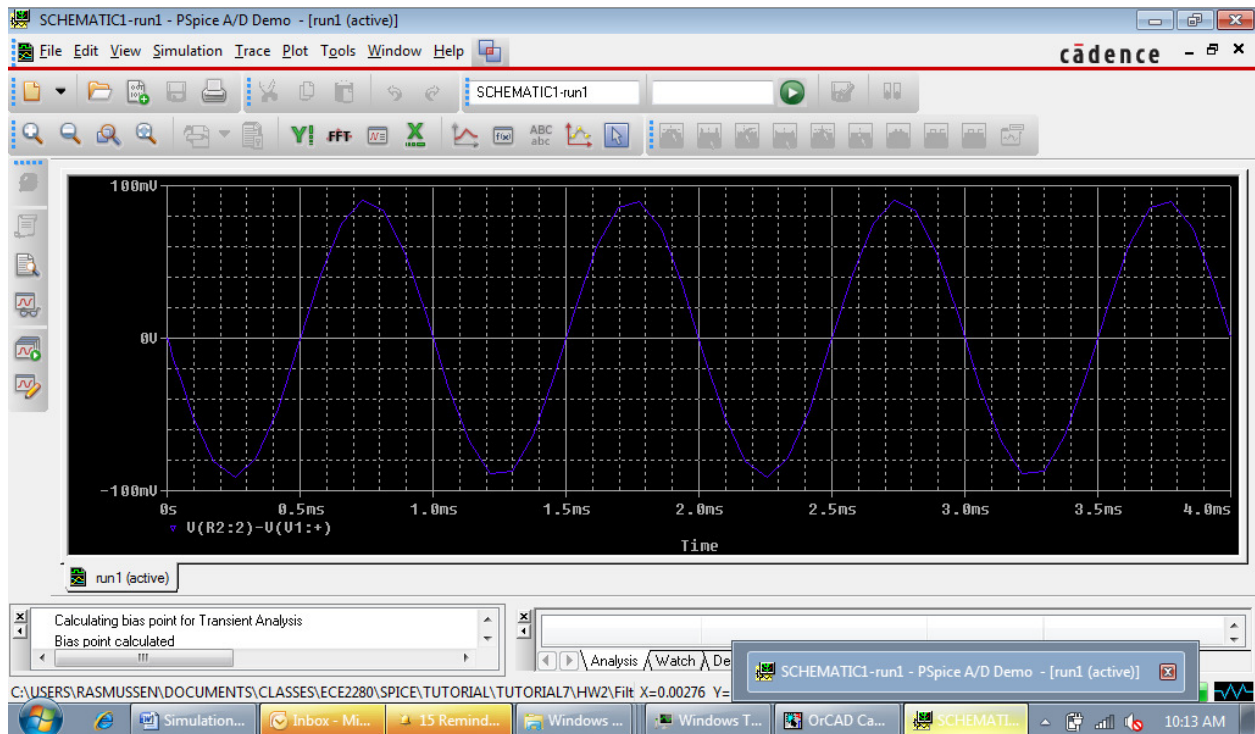 SCHEMATIC1-run1 - PSpice A/D Demo - [run1 (active)]
File Edit View Simulation Trace Plot Tools Window Help
cādence
SCHEMATIC1-run1
FFT
ABC
abc
100mV
0V
-100mV
0s 0.5ms 1.0ms 1.5ms 2.0ms 2.5ms 3.0ms 3.5ms 4.0ms
V(R2:2)-V(V1:+)
Time
run1 (active)
Calculating bias point for Transient Analysis
Bias point calculated
Analysis Watch De
SCHEMATIC1-run1 - PSpice A/D Demo - [run1 (active)]
C:\USERS\RASMUSSEN\DOCUMENTS\CLASSES\ECE2280\SPICE\TUTORIAL\TUTORIAL7\HW2\Filt X=0.00276 Y=
Simulation... Inbox - Mi... 15 Remind... Windows ... Windows T... OrCAD Ca... SCHEMATI... 10:13 AM